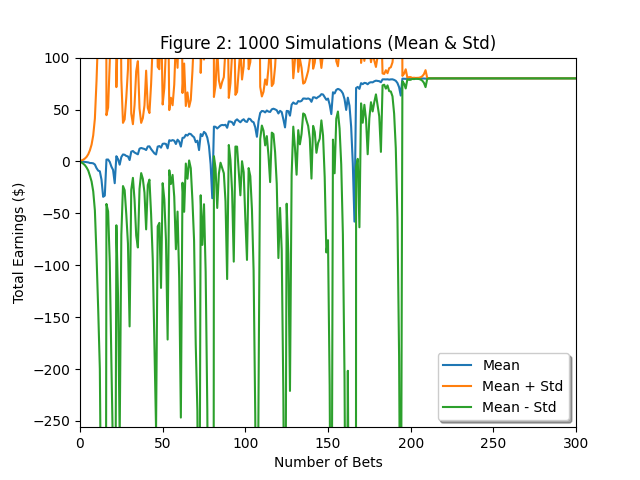 Figure 2: 1000 Simulations (Mean & Std)
100
50
0
−50
−100
−150
−200
−250
Total Earnings ($)
Mean
Mean + Std
Mean - Std
0
50
100
150
200
250
300
Number of Bets